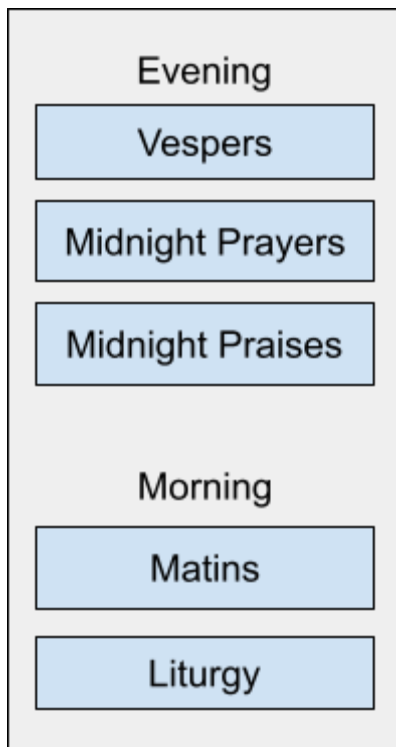 Evening
Vespers
Midnight Prayers
Midnight Praises
Morning
Matins
Liturgy